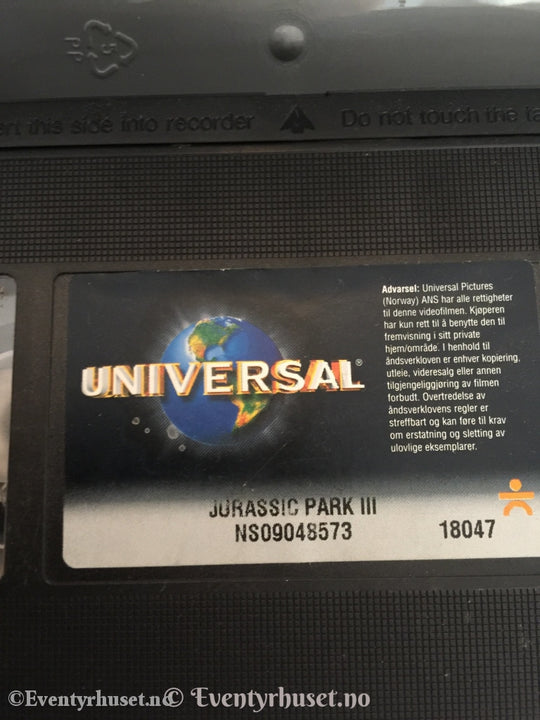 5
PP
ert this side into recorder Do not touch the ta
UNIVERSAL®
Advarsel: Universal Pictures
(Norway) ANS har alle rettigheter
til denne videofilmen. Kjøperen
har kun rett til å benytte den til
fremvisning i sitt private
hjem/område. I henhold til
åndsverkloven er enhver kopiering,
utleie, videresalg eller annen
tilgjengeliggjøring av filmen
forbudt. Overtredelse av
åndsverklovens regler er
streffbart og kan føre til krav
om erstatning og sletting av
ulovlige eksemplarer.
JURASSIC PARK III
NS09048573 18047
©Eventyrhuset.n© Eventyrhuset.no